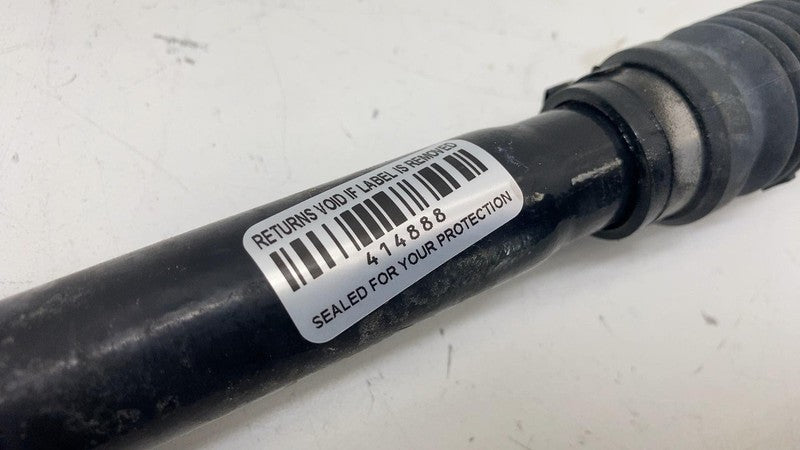 RETURNS VOID IF LABEL IS REMOVED
414888
SEALED FOR YOUR PROTECTION